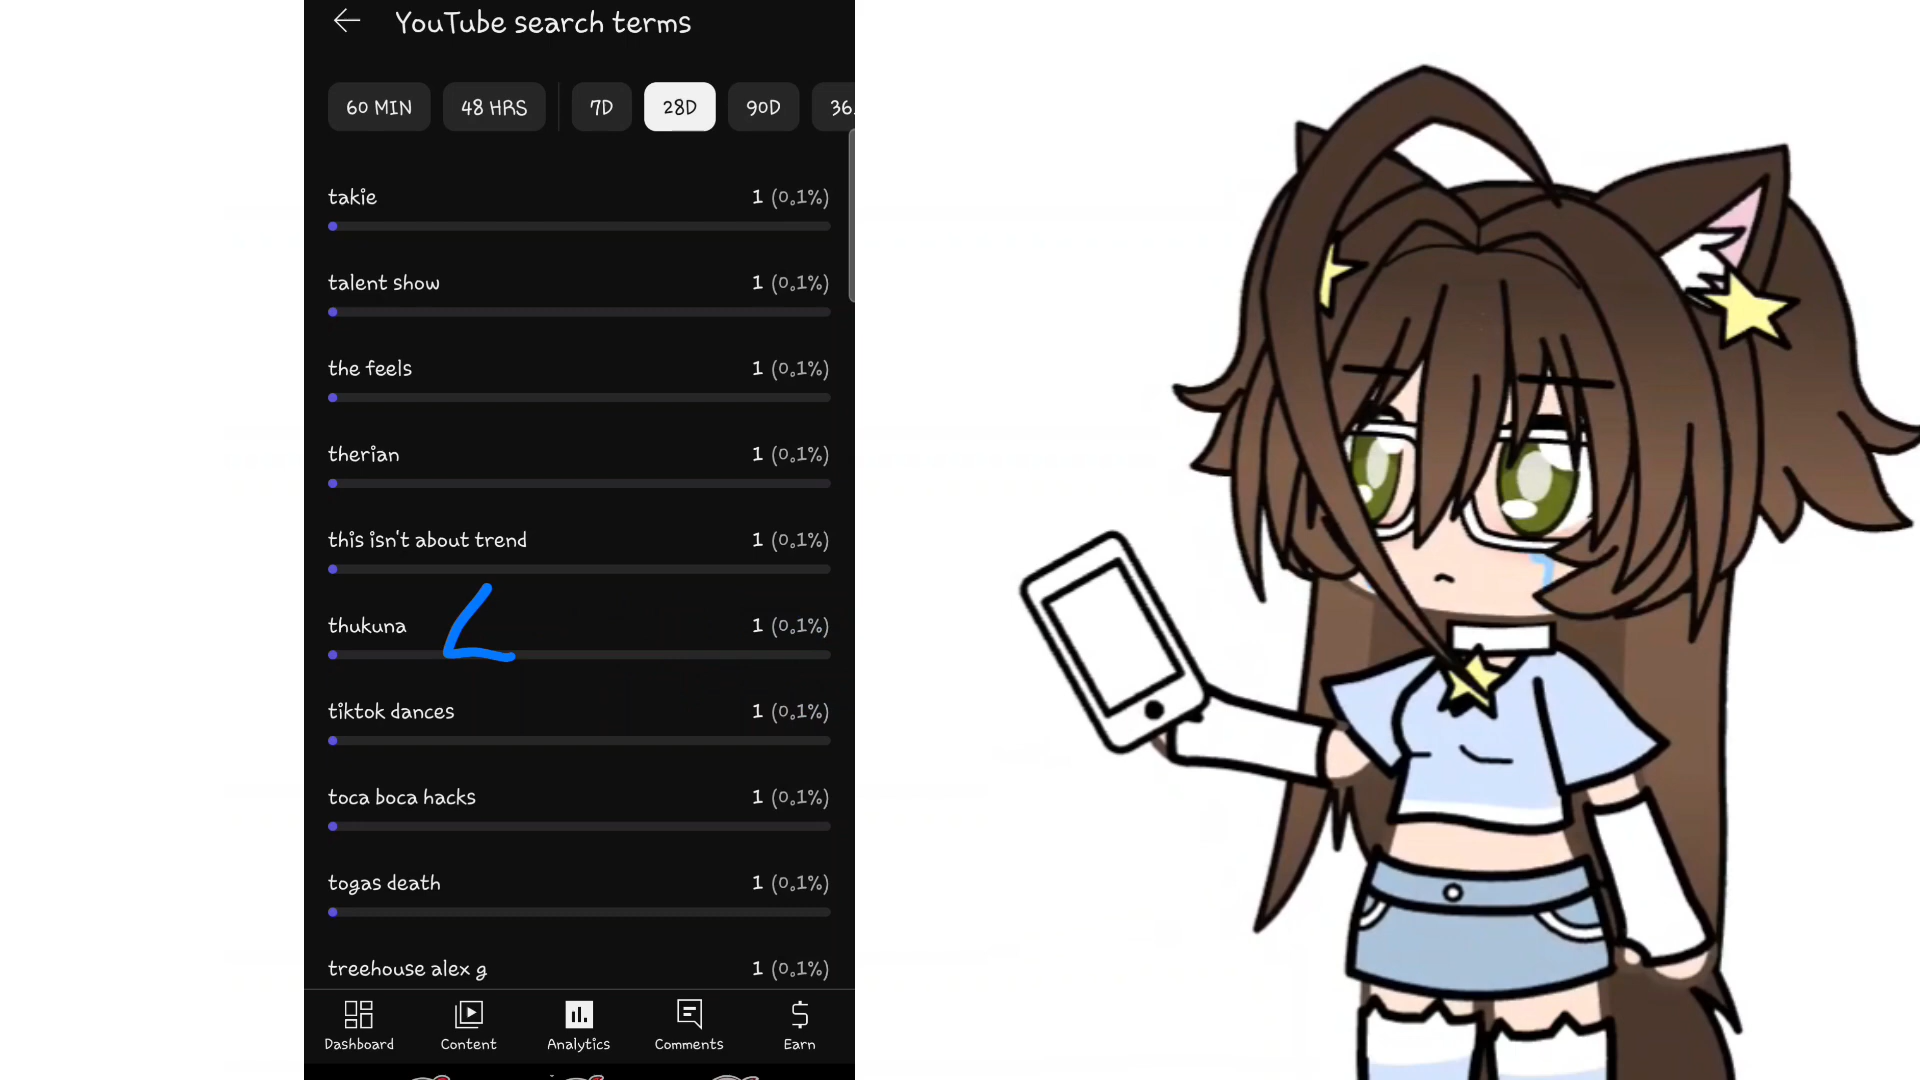 YouTube search terms
60 MIN 48 HRS 7D 28D 90D 36
takie 1 (0.1%)
talent show 1 (0.1%)
the feels 1 (0.1%)
therian 1 (0.1%)
this isn't about trend 1 (0.1%)
thukuna 1 (0.1%)
tiktok dances 1 (0.1%)
toca boca hacks 1 (0.1%)
togas death 1 (0.1%)
treehouse alex g 1 (0.1%)
Dashboard Content Analytics Comments Earn